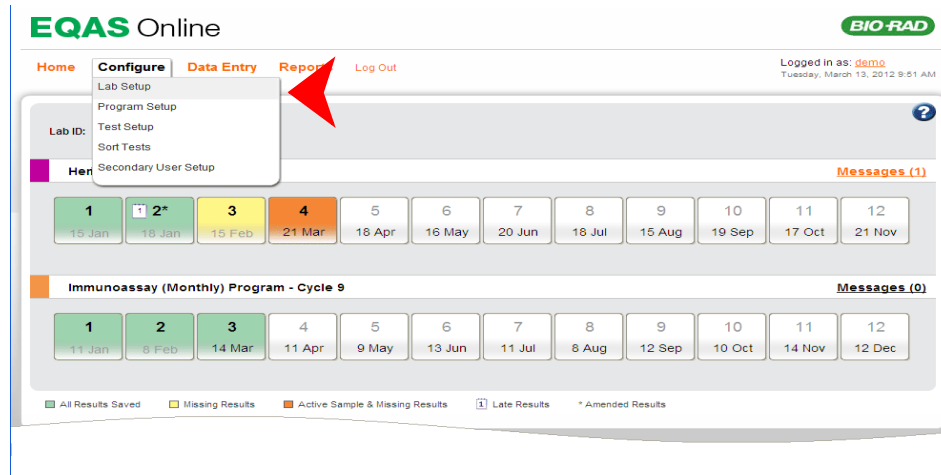 EQAS Online
BIO-RAD
Home Configure Data Entry Log Out
Logged in as: demo
Tuesday, March 13, 2012 9:51 AM
Lab Setup
Program Setup
Test Setup
Sort Tests
Secondary User Setup
Lab ID:
?
Messages (1)
1 1 2* 3 4 5 6 7 8 9 10 11 12
15 Jan 18 Jan 15 Feb 21 Mar 18 Apr 16 May 20 Jun 18 Jul 15 Aug 19 Sep 17 Oct 21 Nov
Immunoassay (Monthly) Program - Cycle 9
Messages (0)
1 2 3 4 5 6 7 8 9 10 11 12
11 Jan 8 Feb 14 Mar 11 Apr 9 May 13 Jun 11 Jul 8 Aug 12 Sep 10 Oct 14 Nov 12 Dec
All Results Saved Missing Results Active Sample & Missing Results 1 Late Results * Amended Results